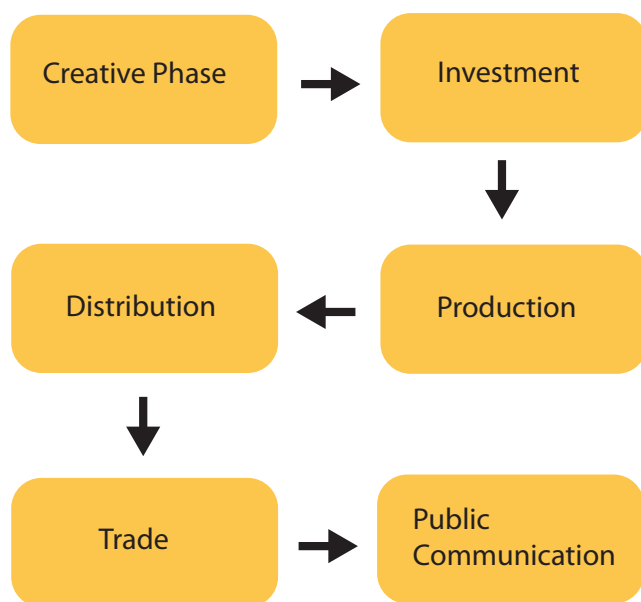 Creative Phase
Investment
Production
Distribution
Trade
Public
Communication